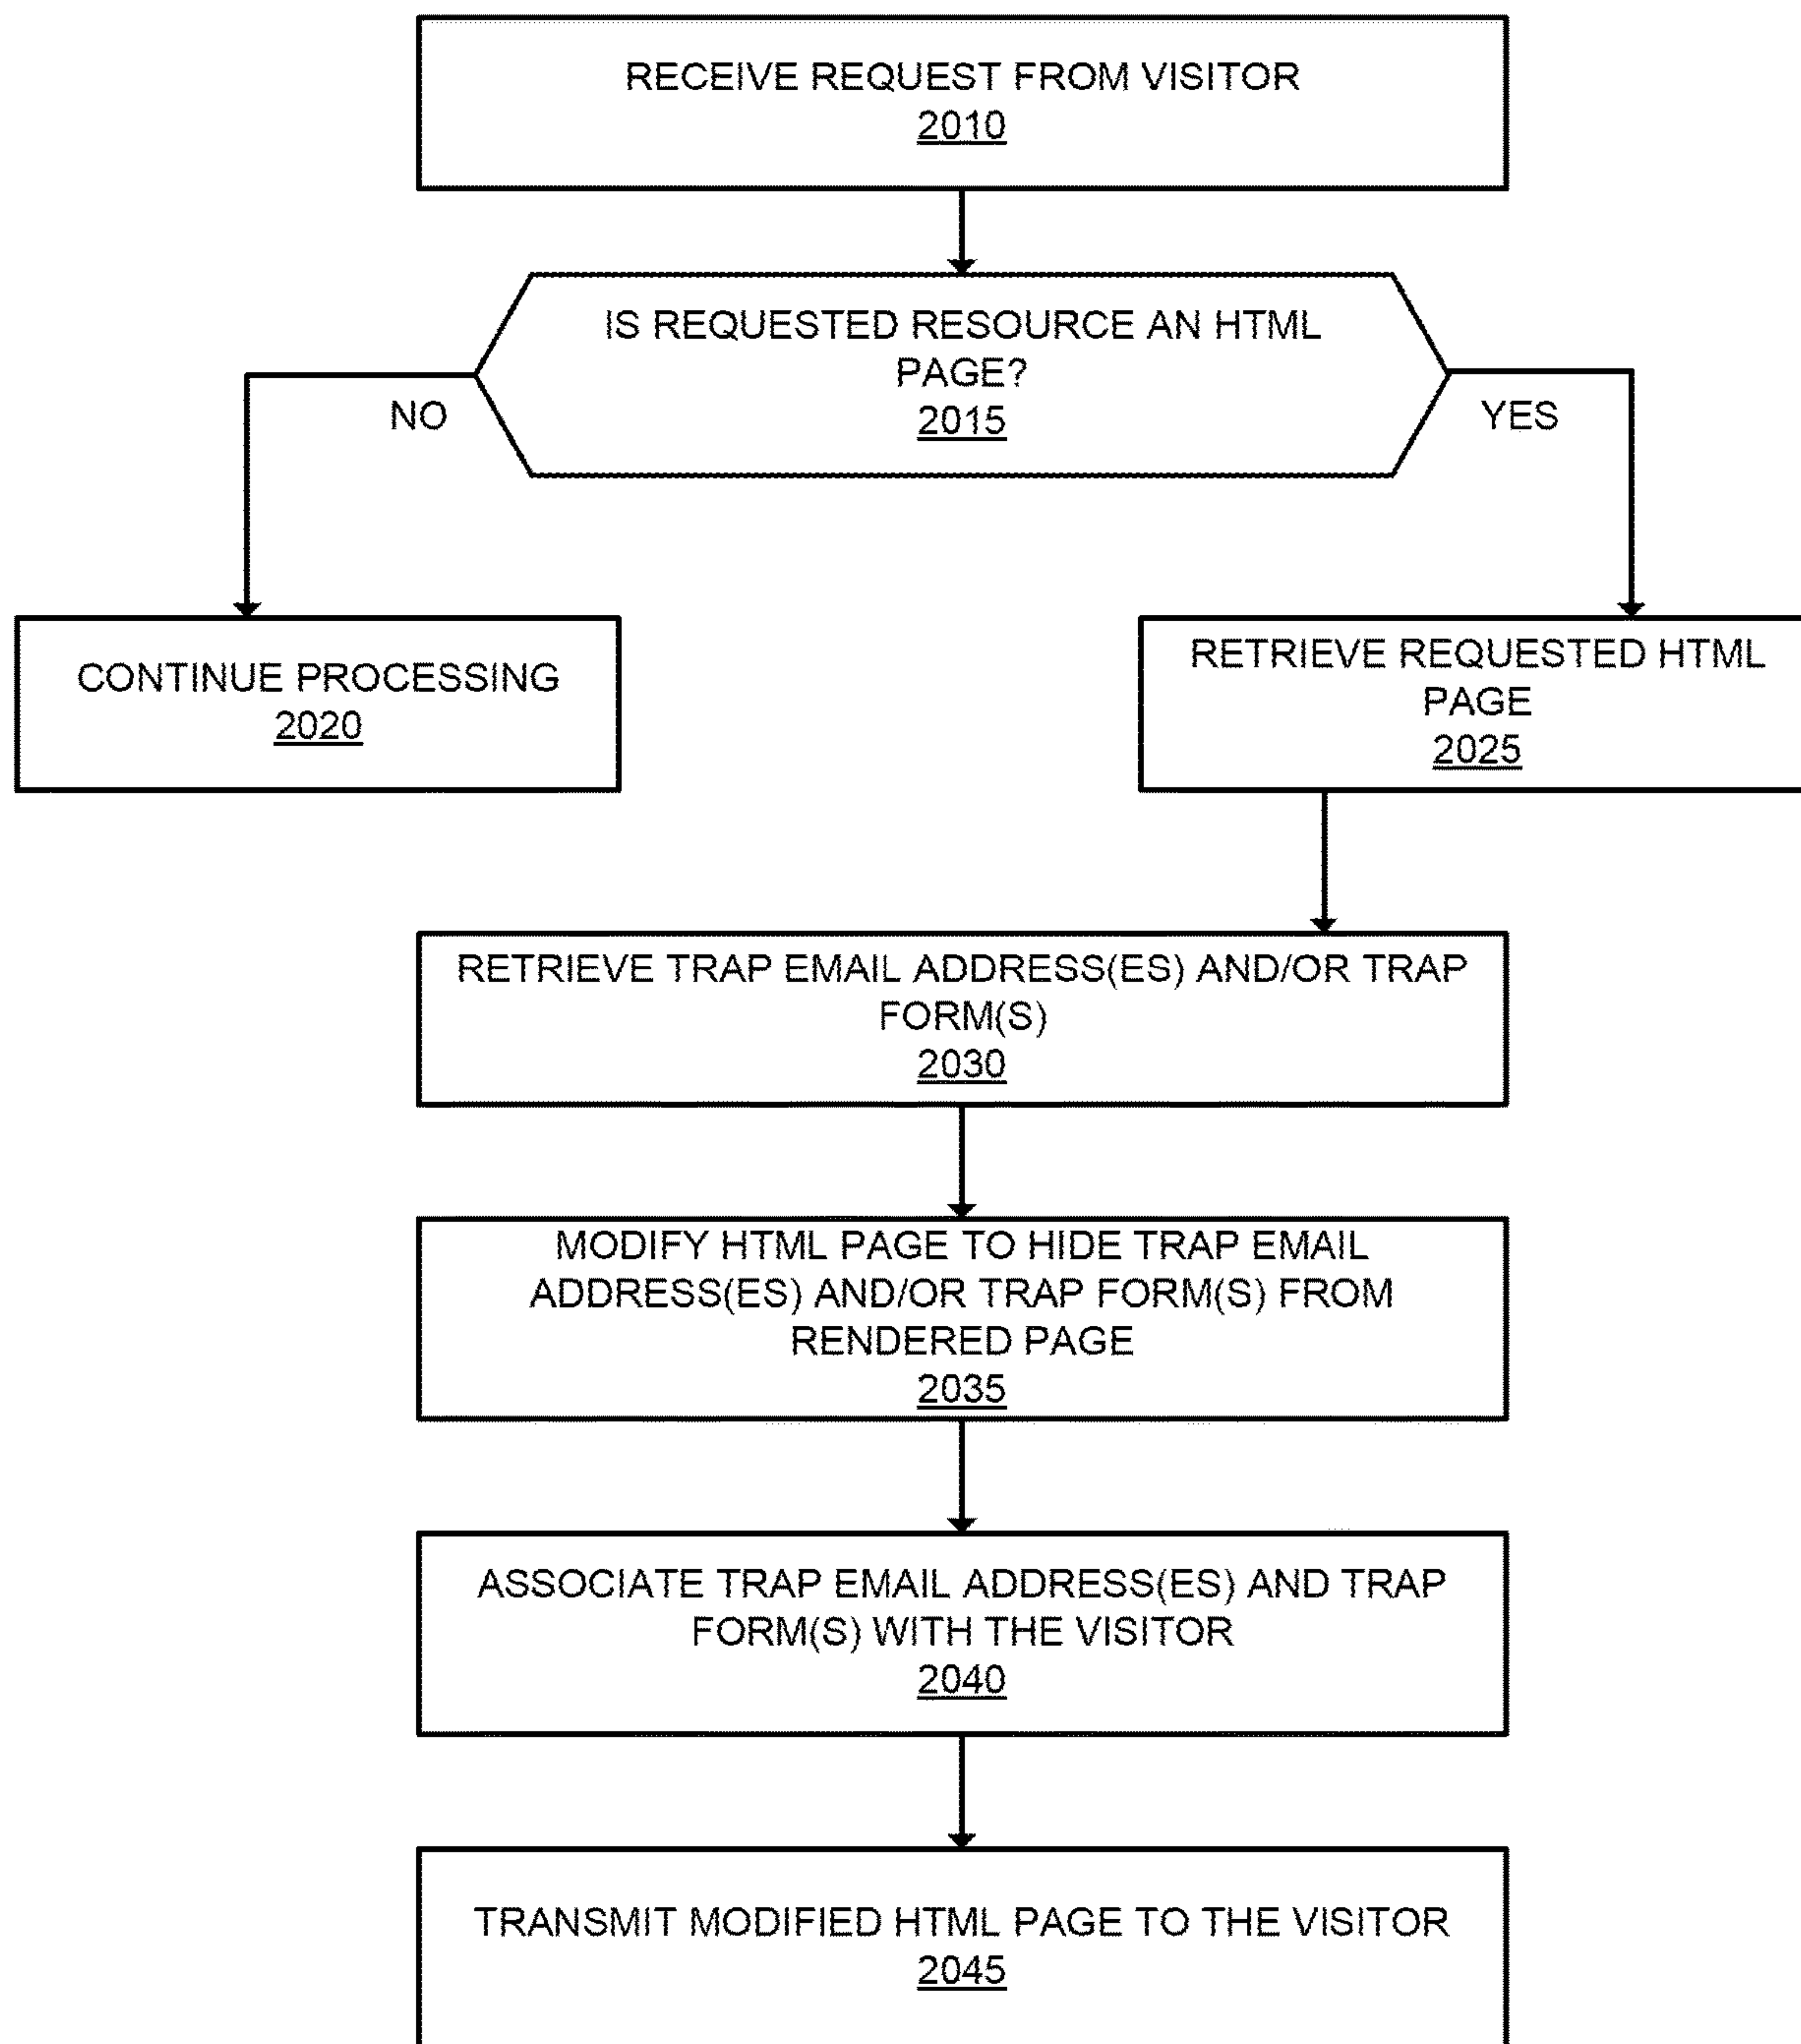 RECEIVE REQUEST FROM VISITOR
2010
IS REQUESTED RESOURCE AN HTML
PAGE?
2015
NO
YES
CONTINUE PROCESSING
2020
RETRIEVE REQUESTED HTML
PAGE
2025
RETRIEVE TRAP EMAIL ADDRESS(ES) AND/OR TRAP
FORM(S)
2030
MODIFY HTML PAGE TO HIDE TRAP EMAIL
ADDRESS(ES) AND/OR TRAP FORM(S) FROM
RENDERED PAGE
2035
ASSOCIATE TRAP EMAIL ADDRESS(ES) AND TRAP
FORM(S) WITH THE VISITOR
2040
TRANSMIT MODIFIED HTML PAGE TO THE VISITOR
2045